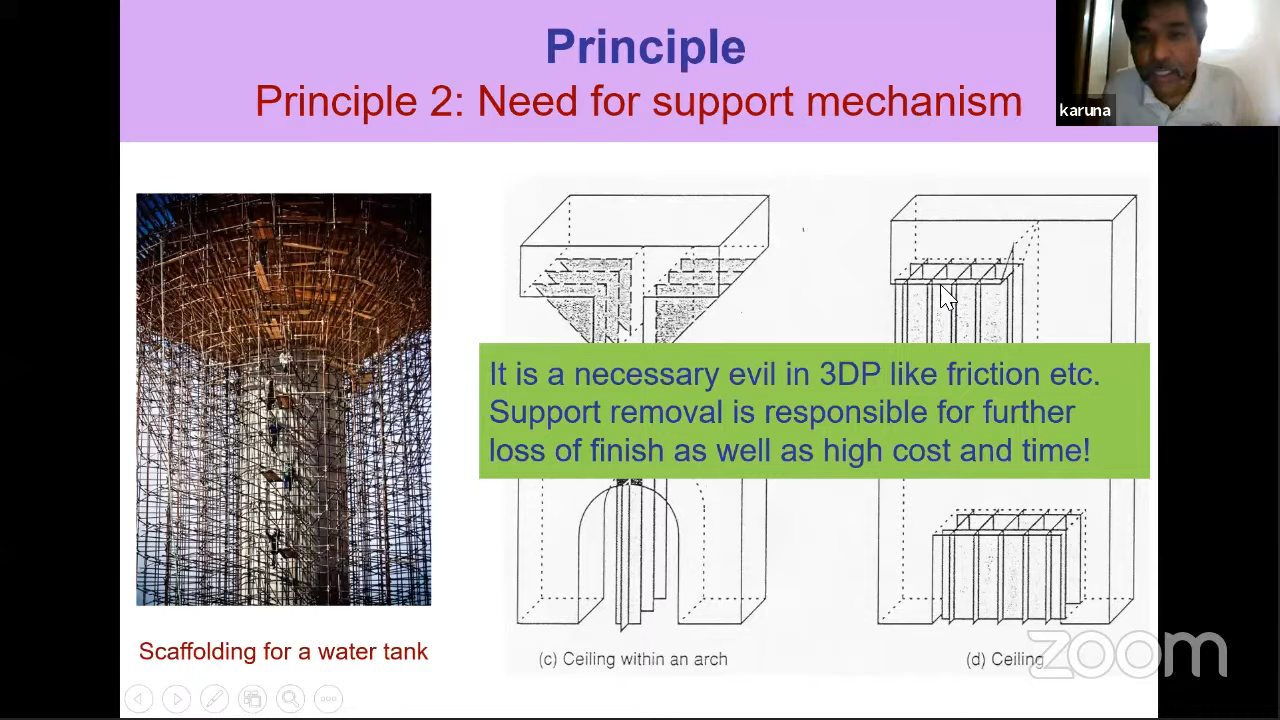 Principle
Principle 2: Need for support mechanism
karuna
It is a necessary evil in 3DP like friction etc.
Support removal is responsible for further
loss of finish as well as high cost and time!
Scaffolding for a water tank
(c) Ceiling within an arch
(d) Ceiling
zoom